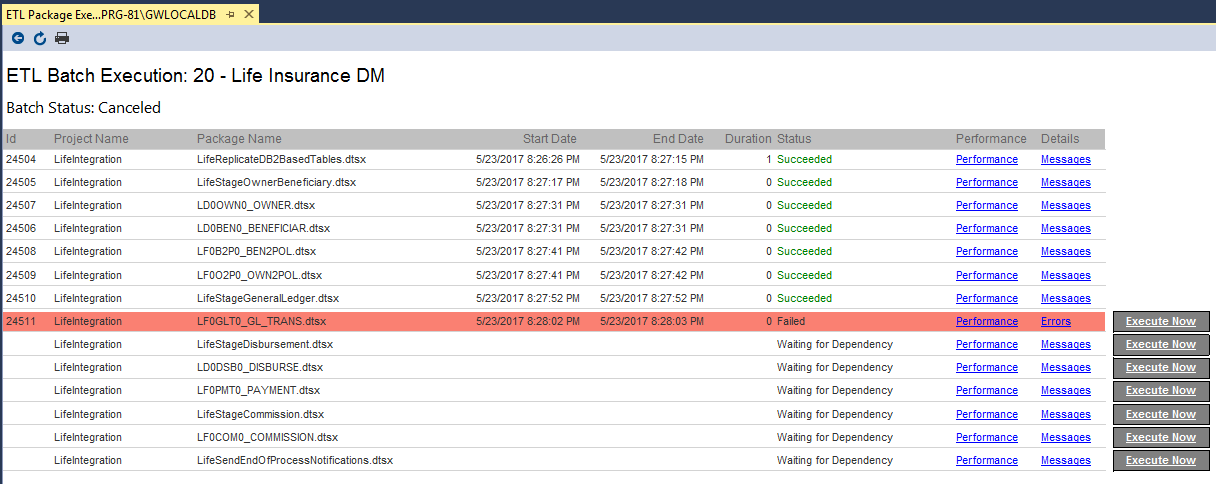 ETL Package Exe...PRG-81\GWLOCALDB
ETL Batch Execution: 20 - Life Insurance DM
Batch Status: Canceled
Id Project Name Package Name Start Date End Date Duration Status Performance Details
24504 LifeIntegration LifeReplicateDB2BasedTables.dtsx 5/23/2017 8:26:26 PM 5/23/2017 8:27:15 PM 1 Succeeded Performance Messages
24505 LifeIntegration LifeStageOwnerBeneficiary.dtsx 5/23/2017 8:27:17 PM 5/23/2017 8:27:18 PM 0 Succeeded Performance Messages
24507 LifeIntegration LD0OWN0_OWNER.dtsx 5/23/2017 8:27:31 PM 5/23/2017 8:27:31 PM 0 Succeeded Performance Messages
24506 LifeIntegration LD0BEN0_BENEFICIAR.dtsx 5/23/2017 8:27:31 PM 5/23/2017 8:27:31 PM 0 Succeeded Performance Messages
24508 LifeIntegration LF0B2P0_BEN2POL.dtsx 5/23/2017 8:27:41 PM 5/23/2017 8:27:42 PM 0 Succeeded Performance Messages
24509 LifeIntegration LF0O2P0_OWN2POL.dtsx 5/23/2017 8:27:41 PM 5/23/2017 8:27:42 PM 0 Succeeded Performance Messages
24510 LifeIntegration LifeStageGeneralLedger.dtsx 5/23/2017 8:27:52 PM 5/23/2017 8:27:52 PM 0 Succeeded Performance Messages
24511 LifeIntegration LF0GLT0_GL_TRANS.dtsx 5/23/2017 8:28:02 PM 5/23/2017 8:28:03 PM 0 Failed Performance Errors Execute Now
LifeIntegration LifeStageDisbursement.dtsx Waiting for Dependency Performance Messages Execute Now
LifeIntegration LD0DSB0_DISBURSE.dtsx Waiting for Dependency Performance Messages Execute Now
LifeIntegration LF0PMT0_PAYMENT.dtsx Waiting for Dependency Performance Messages Execute Now
LifeIntegration LifeStageCommission.dtsx Waiting for Dependency Performance Messages Execute Now
LifeIntegration LF0COM0_COMMISSION.dtsx Waiting for Dependency Performance Messages Execute Now
LifeIntegration LifeSendEndOfProcessNotifications.dtsx Waiting for Dependency Performance Messages Execute Now